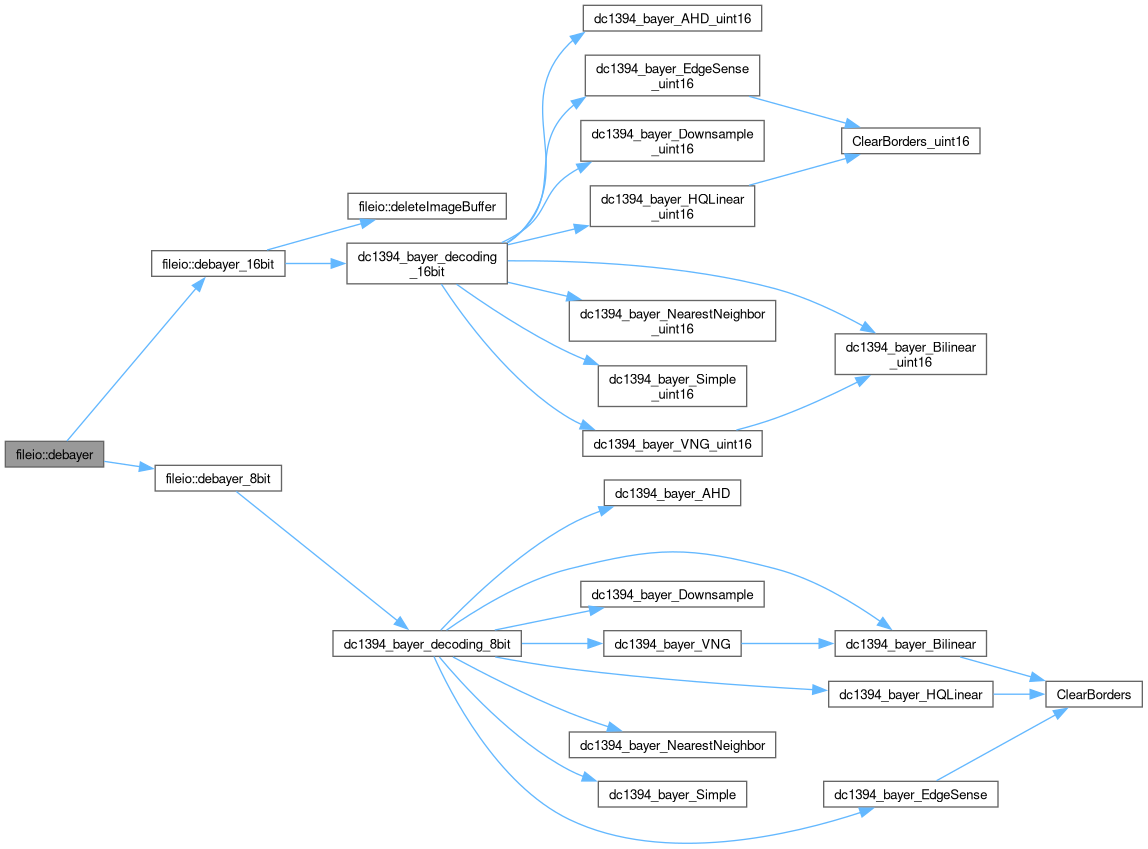 dc1394_bayer_AHD_uint16
dc1394_bayer_EdgeSense
_uint16
dc1394_bayer_Downsample
_uint16
ClearBorders_uint16
fileio::deleteImageBuffer
dc1394_bayer_HQLinear
_uint16
fileio::debayer_16bit
dc1394_bayer_decoding
_16bit
dc1394_bayer_NearestNeighbor
_uint16
dc1394_bayer_Bilinear
_uint16
dc1394_bayer_Simple
_uint16
dc1394_bayer_VNG_uint16
fileio::debayer
fileio::debayer_8bit
dc1394_bayer_AHD
dc1394_bayer_Downsample
dc1394_bayer_decoding_8bit
dc1394_bayer_VNG
dc1394_bayer_Bilinear
dc1394_bayer_HQLinear
ClearBorders
dc1394_bayer_NearestNeighbor
dc1394_bayer_Simple
dc1394_bayer_EdgeSense